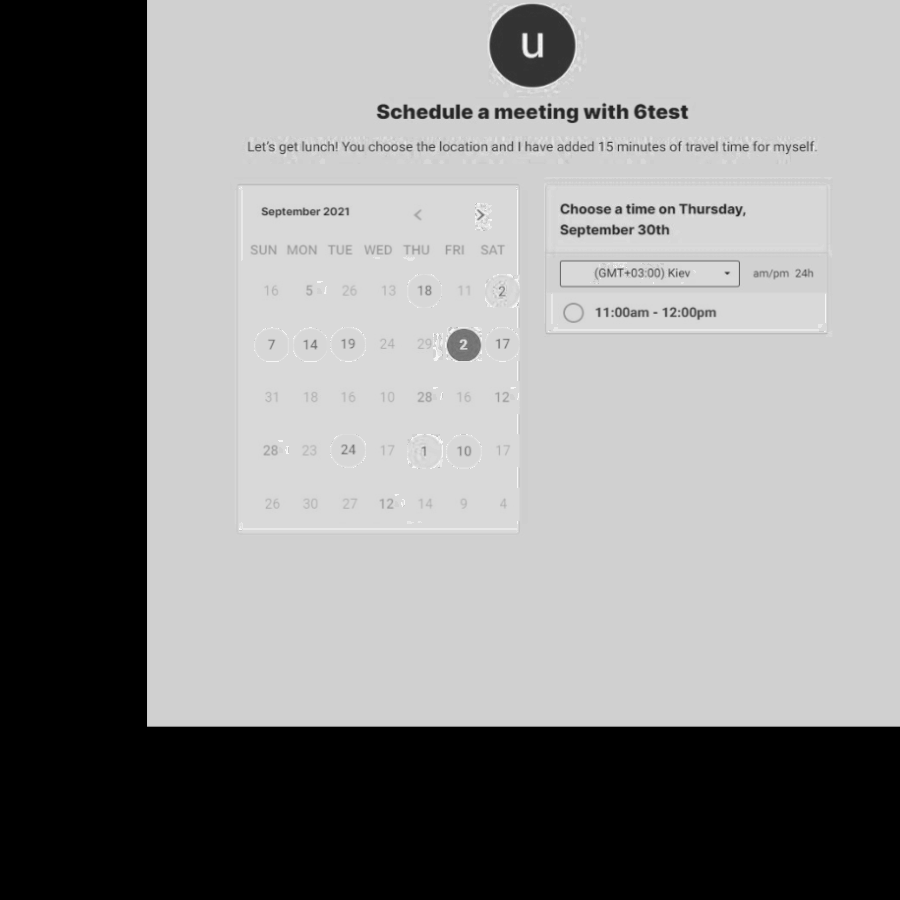 u
Schedule a meeting with 6test
Let's get lunch! You choose the location and I have added 15 minutes of travel time for myself.
September 2021 < >
SUN MON TUE WED THU FRI SAT
16 5 26 13 18 11 2
7 14 19 24 29 2 17
31 18 16 10 28 16 12
28 23 24 17 1 10 17
26 30 27 12 14 9 4
Choose a time on Thursday,
September 30th
(GMT+03:00) Kiev am/pm 24h
11:00am - 12:00pm